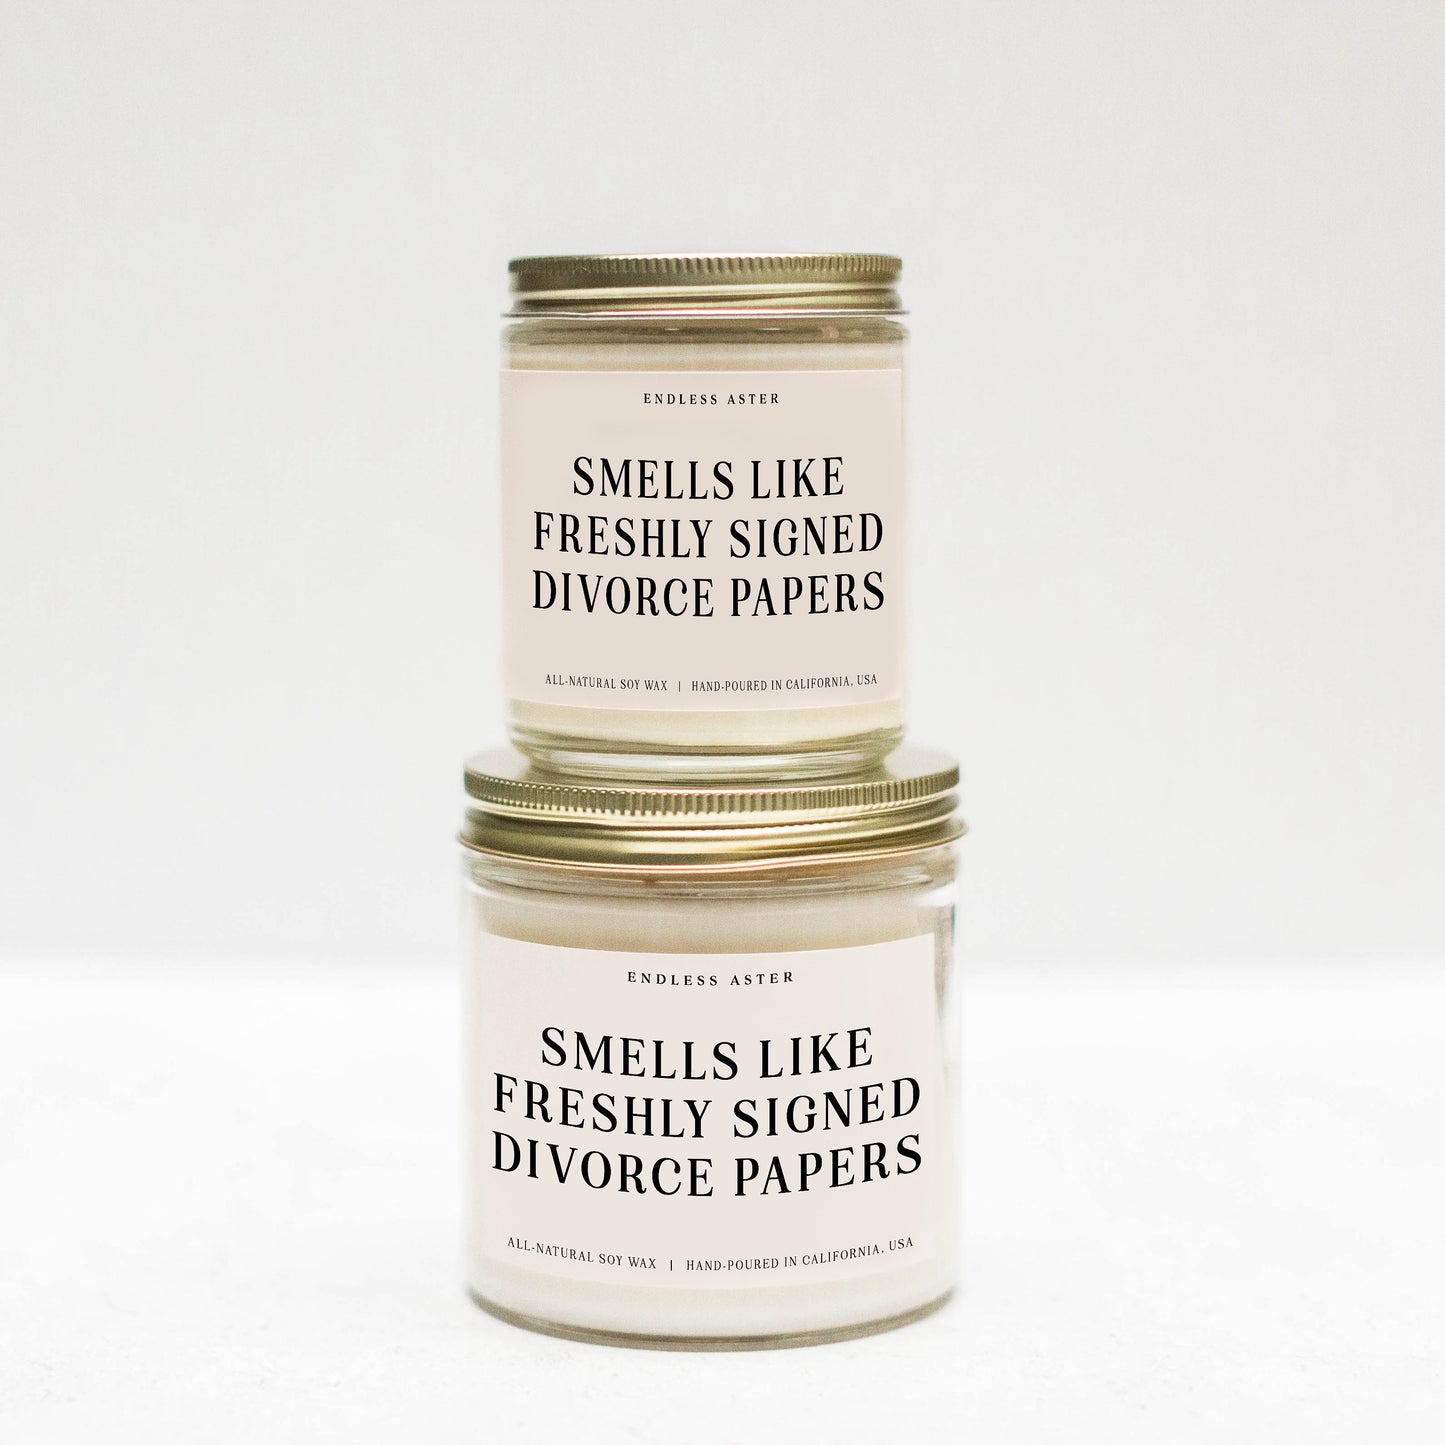 ENDLESS ASTER
SMELLS LIKE
FRESHLY SIGNED
DIVORCE PAPERS
ALL-NATURAL SOY WAX | HAND-POURED IN CALIFORNIA, USA
ENDLESS ASTER
SMELLS LIKE
FRESHLY SIGNED
DIVORCE PAPERS
ALL-NATURAL SOY WAX | HAND-POURED IN CALIFORNIA, USA